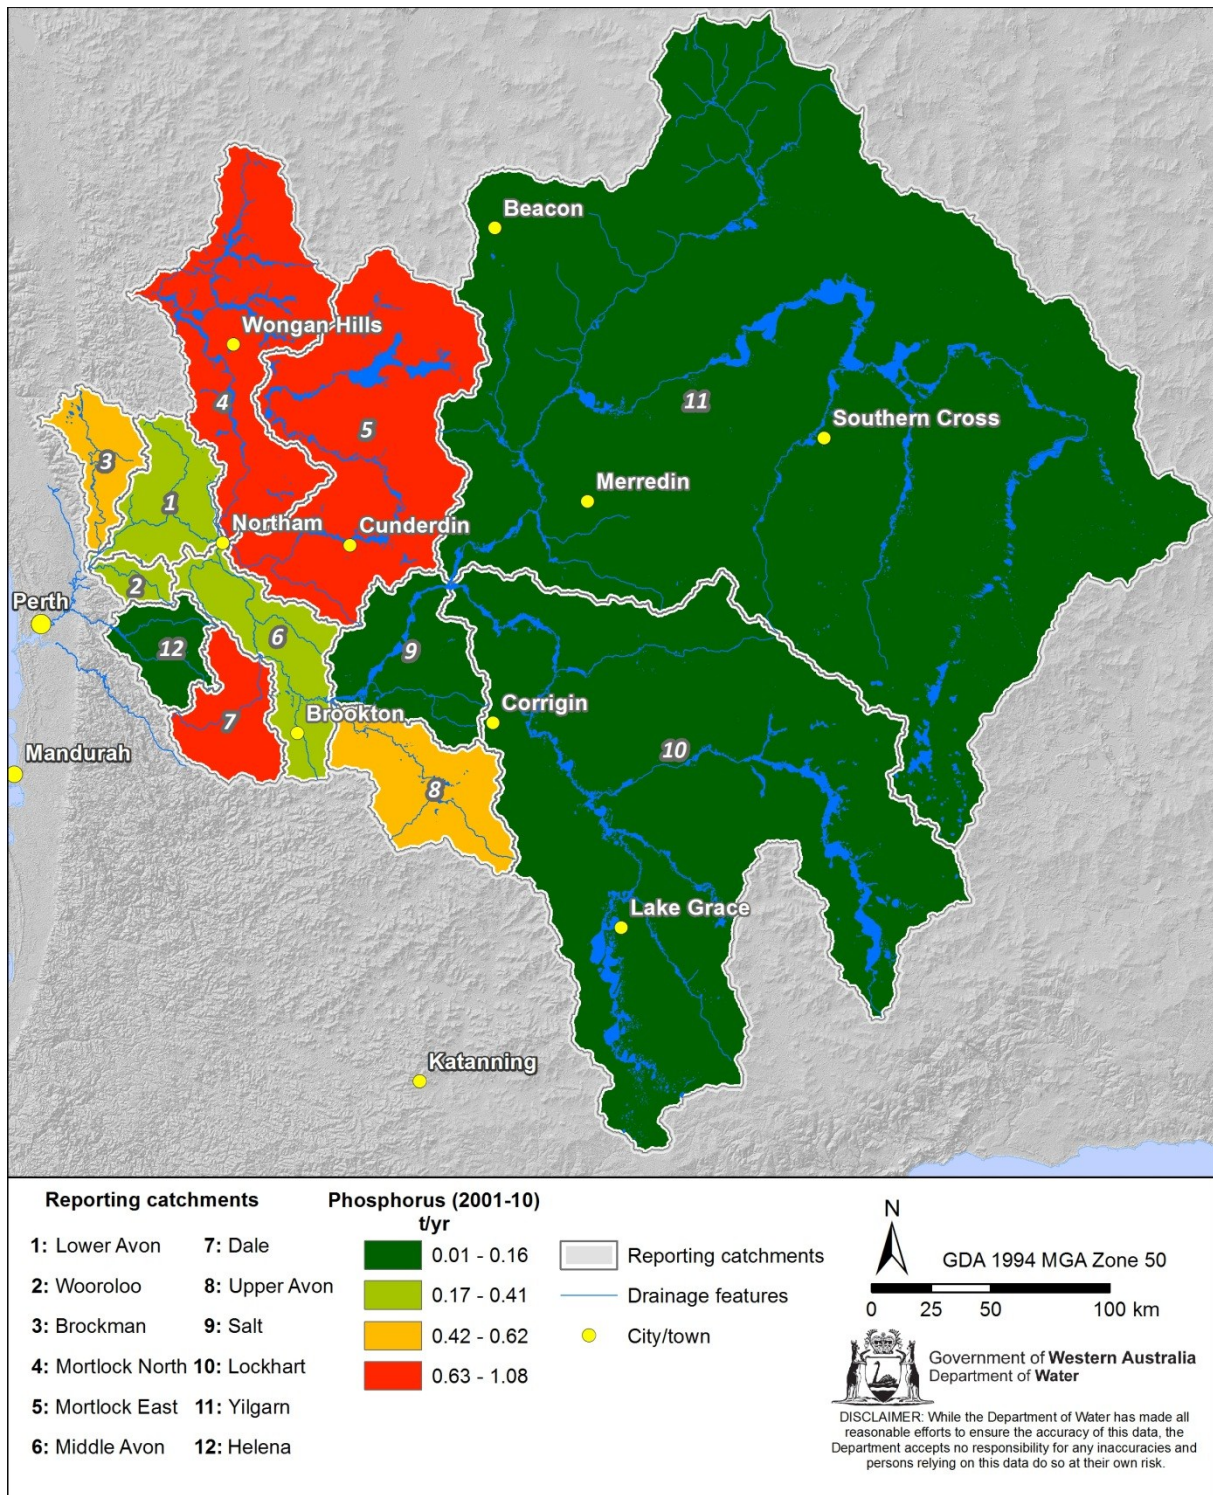 Beacon
Wongan Hills
4
5
11
Southern Cross
3
Merredin
1
Northam
Cunderdin
2
Perth
12
6
9
7
Brookton
Corrigin
Mandurah
10
8
Lake Grace
Katanning
Reporting catchments
1: Lower Avon
2: Wooroloo
3: Brockman
4: Mortlock North
5: Mortlock East
6: Middle Avon
7: Dale
8: Upper Avon
9: Salt
10: Lockhart
11: Yilgarn
12: Helena
Phosphorus (2001-10)
t/yr
0.01 - 0.16
0.17 - 0.41
0.42 - 0.62
0.63 - 1.08
Reporting catchments
Drainage features
City/town
N
GDA 1994 MGA Zone 50
0 25 50 100 km
Government of Western Australia
Department of Water
DISCLAIMER: While the Department of Water has made all
reasonable efforts to ensure the accuracy of this data, the
Department accepts no responsibility for any inaccuracies and
persons relying on this data do so at their own risk.